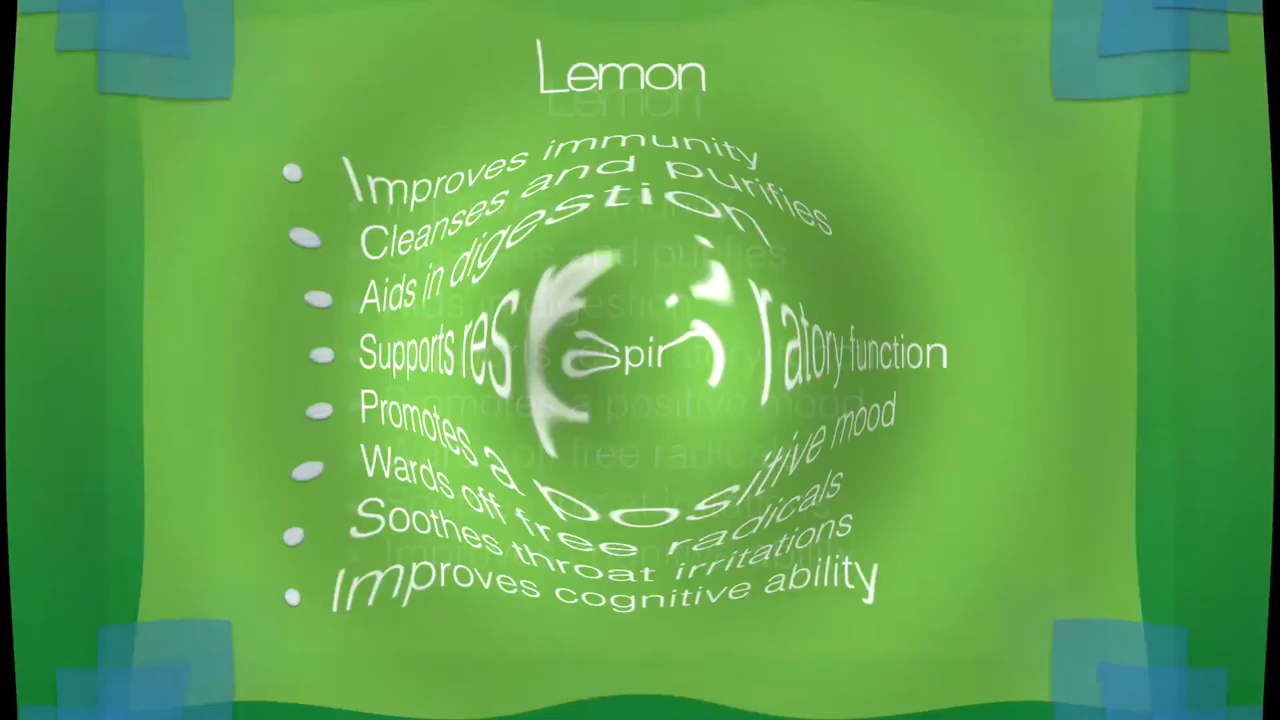 Lemon
Improves immunity
Cleanses and purifies
Aids in digestion
Supports respiratory function
Promotes a positive mood
Wards off free radicals
Soothes throat irritations
Improves cognitive ability